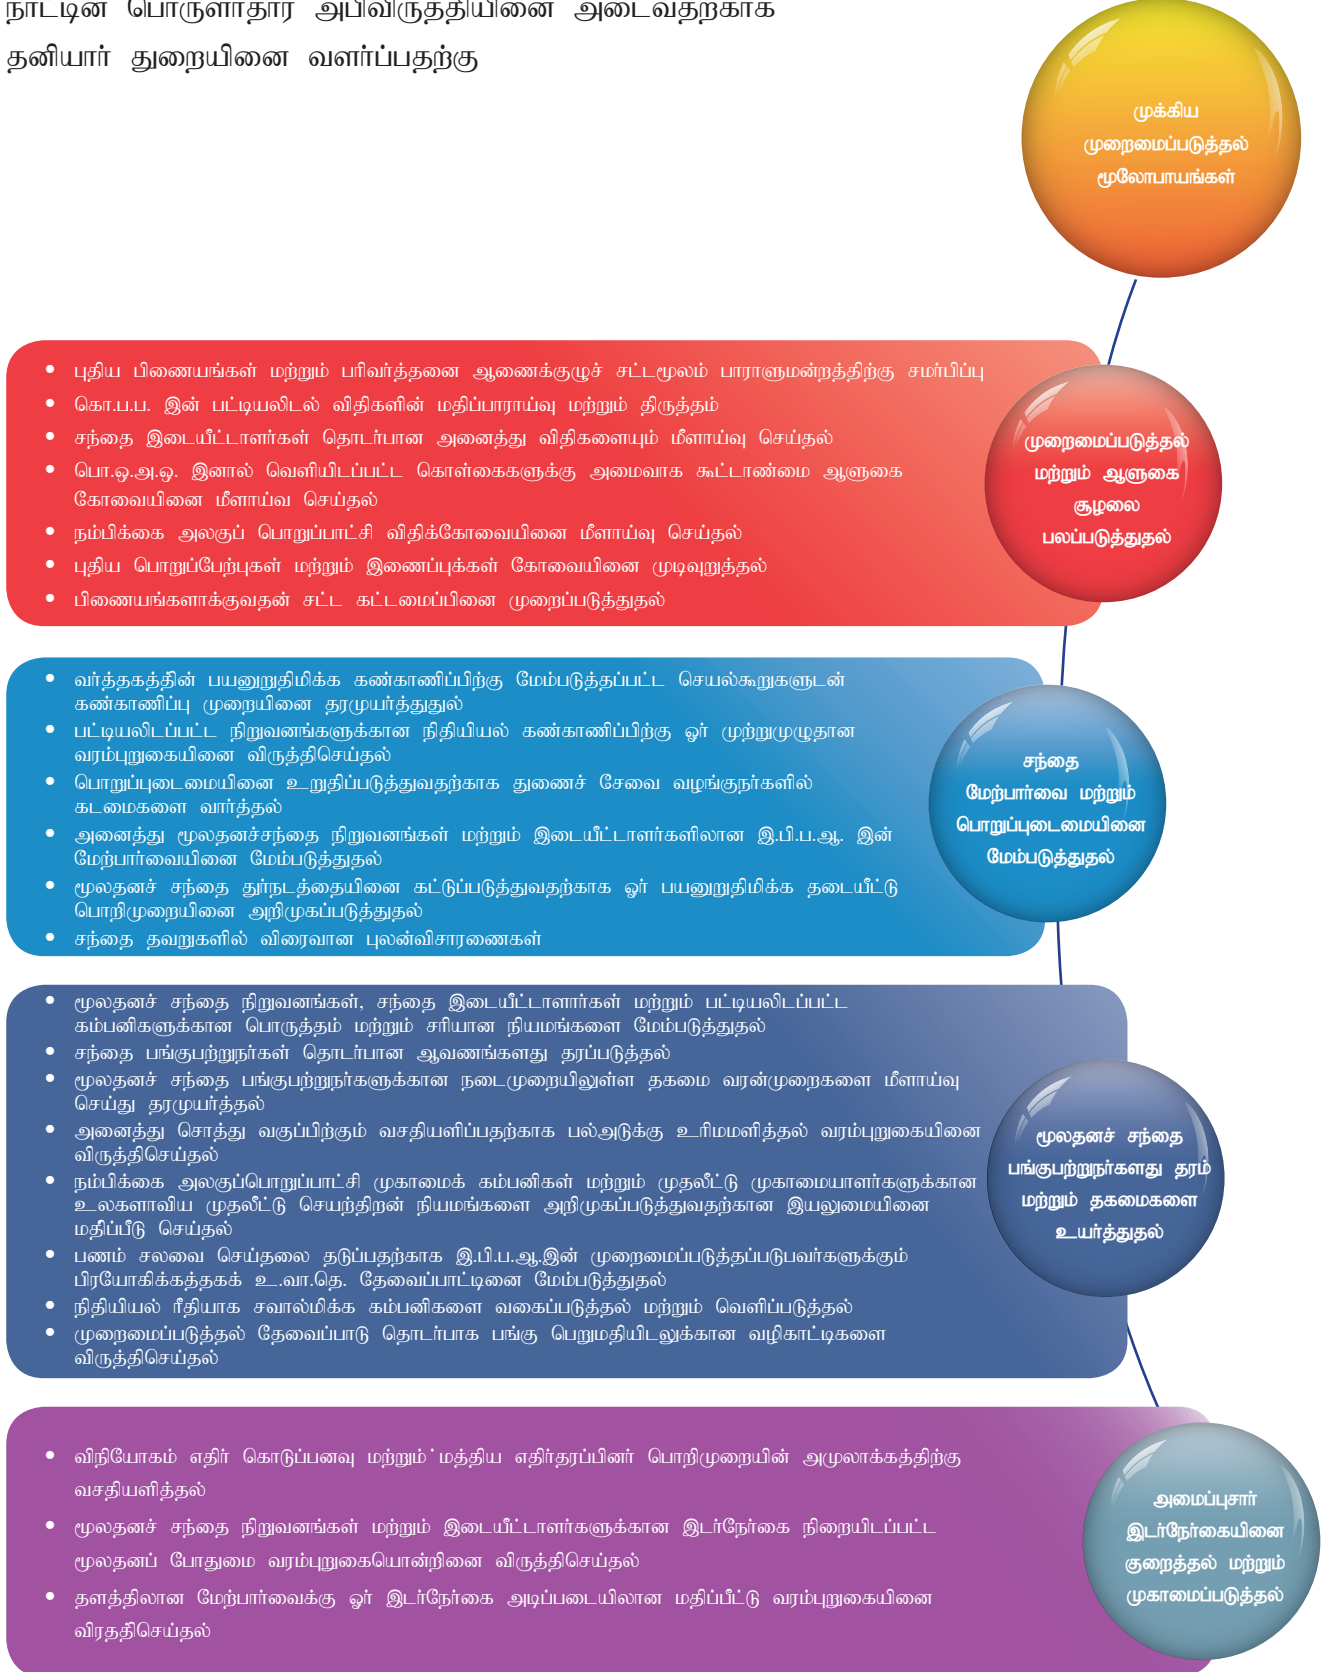 நாட்டின் பொருளாதார அபிவிருத்தியினை அடைவதற்காக
தனியார் துறையினை வளர்ப்பதற்கு
முக்கிய
முறைமைப்படுத்தல்
மூலோபாயங்கள்
• புதிய பிணையங்கள் மற்றும் பரிவர்த்தனை ஆணைக்குழுச் சட்டமூலம் பாராளுமன்றத்திற்கு சமர்பிப்பு
• கொ.ப.ப. இன் பட்டியலிடல் விதிகளின் மதிப்பாராய்வு மற்றும் திருத்தம்
• சந்தை இடையீட்டாளர்கள் தொடர்பான அனைத்து விதிகளையும் மீளாய்வு செய்தல்
• பொ.ஒ.அ.ஒ. இனால் வெளியிடப்பட்ட கொள்கைகளுக்கு அமைவாக கூட்டாண்மை ஆளுகை
கோவையினை மீளாய்வ செய்தல்
• நம்பிக்கை அலகுப் பொறுப்பாட்சி விதிக்கோவையினை மீளாய்வு செய்தல்
• புதிய பொறுப்பேற்புகள் மற்றும் இணைப்புக்கள் கோவையினை முடிவுறுத்தல்
• பிணையங்களாக்குவதன் சட்ட கட்டமைப்பினை முறைப்படுத்துதல்
முறைமைப்படுத்தல்
மற்றும் ஆளுகை
சூழலை
பலப்படுத்துதல்
• வர்த்தகத்தின் பயனுறுதிமிக்க கண்காணிப்பிற்கு மேம்படுத்தப்பட்ட செயல்கூறுகளுடன்
கண்காணிப்பு முறையினை தரமுயர்த்துதுல்
• பட்டியலிடப்பட்ட நிறுவனங்களுக்கான நிதியியல் கண்காணிப்பிற்கு ஓர் முற்றுமுழுதான
வரம்புறுகையினை விருத்திசெய்தல்
• பொறுப்புடைமையினை உறுதிப்படுத்துவதற்காக துணைச் சேவை வழங்குநர்களில்
கடமைகளை வார்த்தல்
• அனைத்து மூலதனச்சந்தை நிறுவனங்கள் மற்றும் இடையீட்டாளர்களிலான இ.பி.ப.ஆ. இன்
மேற்பார்வையினை மேம்படுத்துதல்
• மூலதனச் சந்தை துர்நடத்தையினை கட்டுப்படுத்துவதற்காக ஓர் பயனுறுதிமிக்க தடையீட்டு
பொறிமுறையினை அறிமுகப்படுத்துதல்
• சந்தை தவறுகளில் விரைவான புலன்விசாரணைகள்
சந்தை
மேற்பார்வை மற்றும்
பொறுப்புடைமையினை
மேம்படுத்துதல்
• மூலதனச் சந்தை நிறுவனங்கள், சந்தை இடையீட்டாளார்கள் மற்றும் பட்டியலிடப்பட்ட
கம்பனிகளுக்கான பொருத்தம் மற்றும் சரியான நியமங்களை மேம்படுத்துதல்
• சந்தை பங்குபற்றுநர்கள் தொடர்பான ஆவணங்களது தரப்படுத்தல்
• மூலதனச் சந்தை பங்குபற்றுநர்களுக்கான நடைமுறையிலுள்ள தகமை வரன்முறைகளை மீளாய்வு
செய்து தரமுயர்த்தல்
• அனைத்து சொத்து வகுப்பிற்கும் வசதியளிப்பதற்காக பல்அடுக்கு உரிமமளித்தல் வரம்புறுகையினை
விருத்திசெய்தல்
• நம்பிக்கை அலகுப்பொறுப்பாட்சி முகாமைக் கம்பனிகள் மற்றும் முதலீட்டு முகாமையாளர்களுக்கான
உலகளாவிய முதலீட்டு செயற்திறன் நியமங்களை அறிமுகப்படுத்துவதற்கான இயலுமையினை
மதிப்பீடு செய்தல்
• பணம் சலவை செய்தலை தடுப்பதற்காக இ.பி.ப.ஆ.இன் முறைமைப்படுத்தப்படுபவர்களுக்கும்
பிரயோகிக்கத்தகக் உ.வா.தெ. தேவைப்பாட்டினை மேம்படுத்துதல்
• நிதியியல் ரீதியாக சவால்மிக்க கம்பனிகளை வகைப்படுத்தல் மற்றும் வெளிப்படுத்தல்
• முறைமைப்படுத்தல் தேவைப்பாடு தொடர்பாக பங்கு பெறுமதியிடலுக்கான வழிகாட்டிகளை
விருத்திசெய்தல்
மூலதனச் சந்தை
பங்குபற்றுநர்களது தரம்
மற்றும் தகமைகளை
உயர்த்துதல்
• விநியோகம் எதிர் கொடுப்பனவு மற்றும் ˙மத்திய எதிர்தரப்பினர் பொறிமுறையின் அமுலாக்கத்திற்கு
வசதியளித்தல்
• மூலதனச் சந்தை நிறுவனங்கள் மற்றும் இடையீட்டாளர்களுக்கான இடர்நேர்கை நிறையிடப்பட்ட
மூலதனப் போதுமை வரம்புறுகையொன்றினை விருத்திசெய்தல்
• தளத்திலான மேற்பார்வைக்கு ஓர் இடர்நேர்கை அடிப்படையிலான மதிப்பீட்டு வரம்புறுகையினை
விரததிசெய்தல்
அமைப்புசார்
இடர்நேர்கையினை
குறைத்தல் மற்றும்
முகாமைப்படுத்தல்